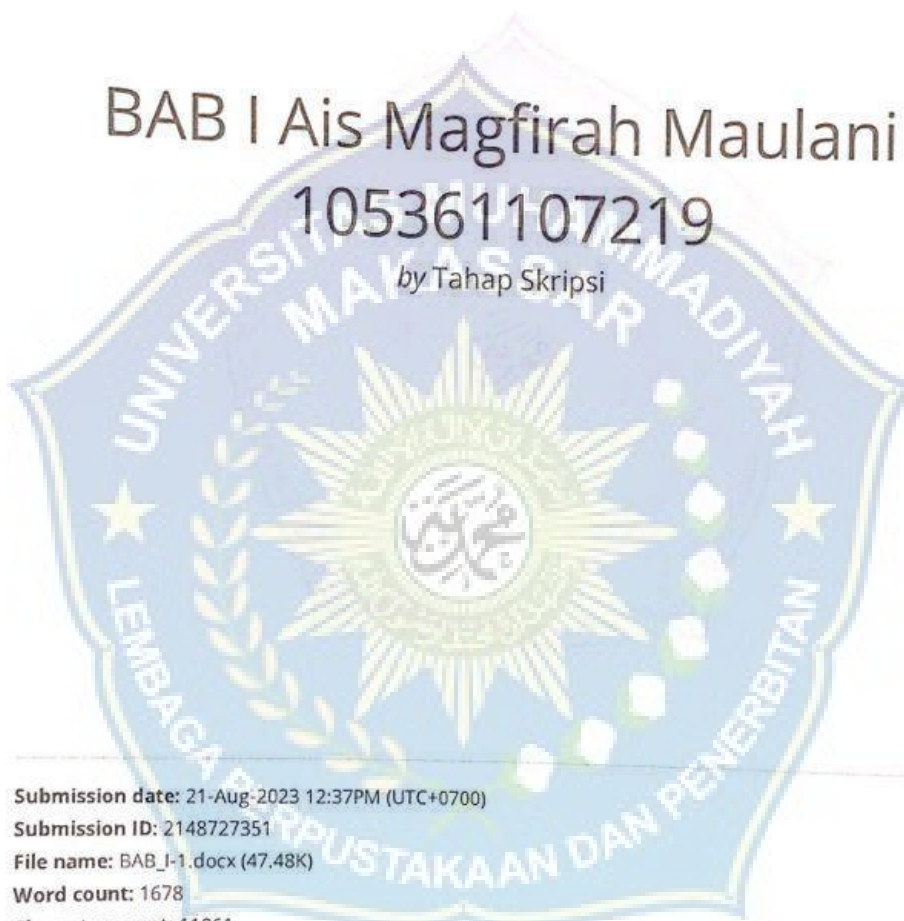 BAB I Ais Magfirah Maulani
105361107219
by Tahap Skripsi
UNIVERSITAS MUHAMMADIYAH
MAKASSAR
LEMBAGA PERPUSTAKAAN DAN PENERBITAN
Submission date: 21-Aug-2023 12:37PM (UTC+0700)
Submission ID: 2148727351
File name: BAB_I-1.docx (47.48K)
Word count: 1678